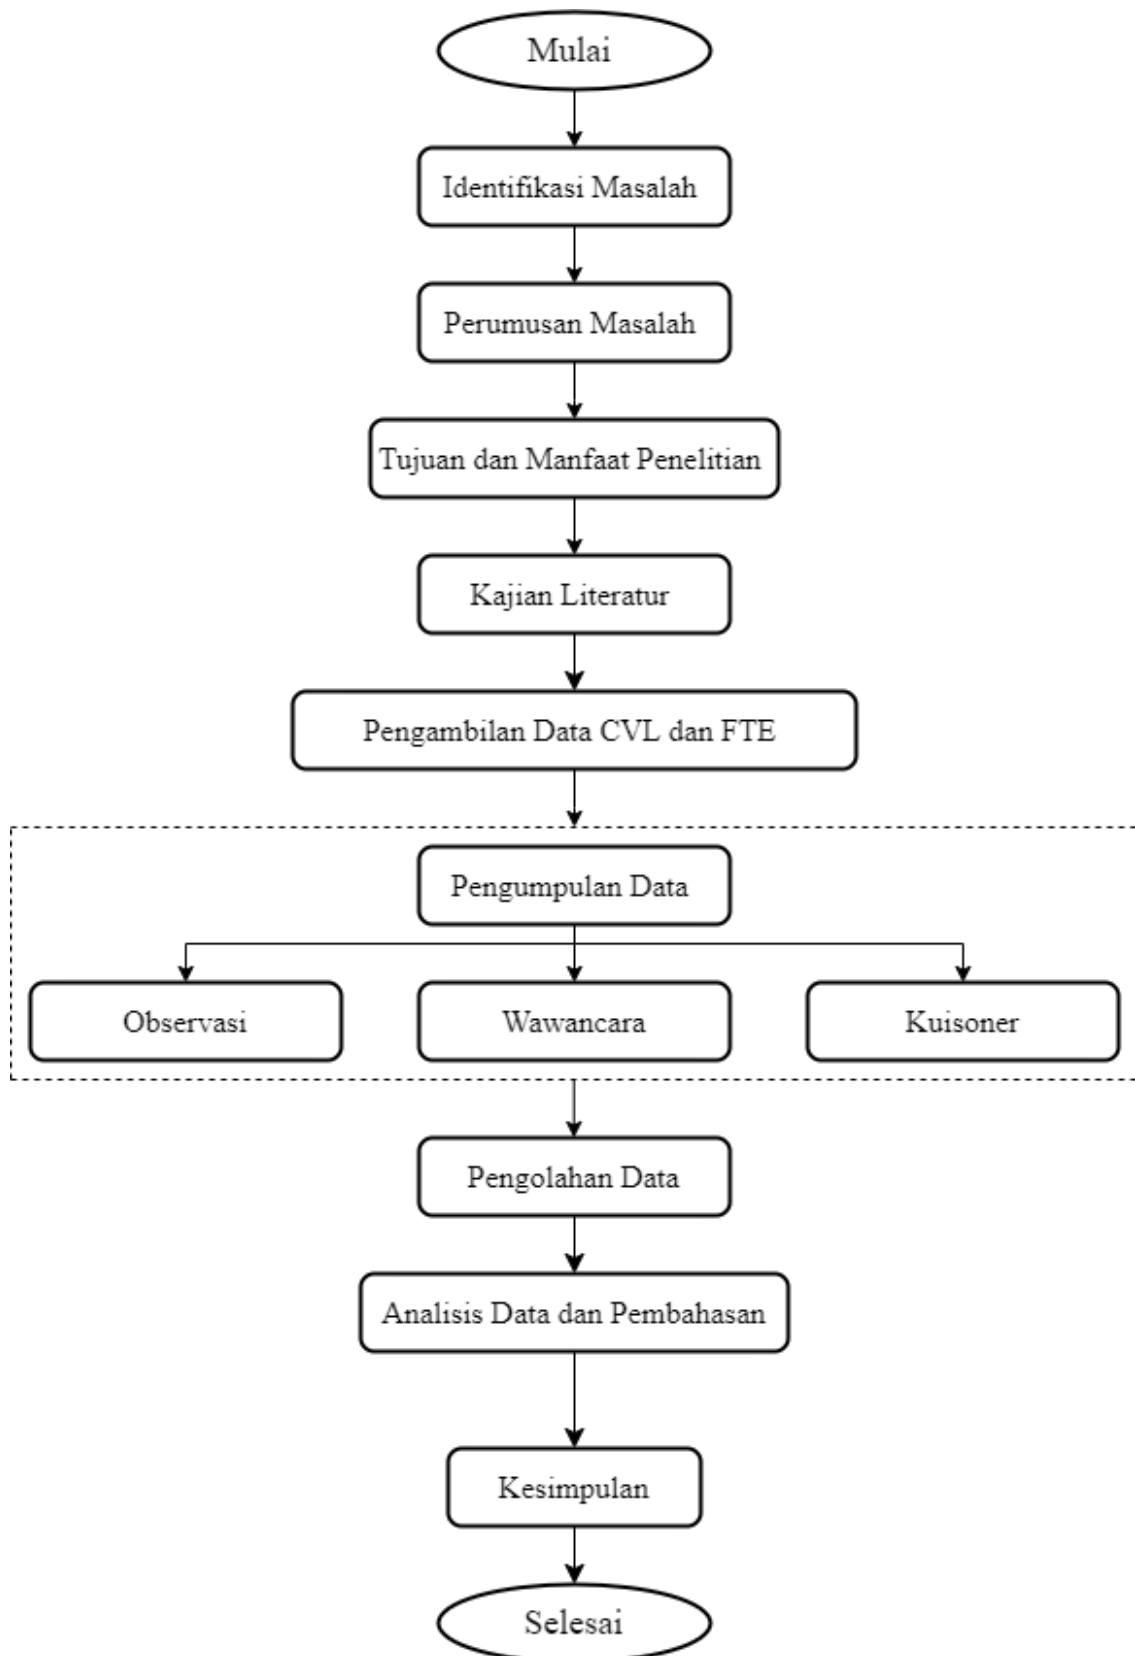 Mulai
Identifikasi Masalah
Perumusan Masalah
Tujuan dan Manfaat Penelitian
Kajian Literatur
Pengambilan Data CVL dan FTE
Pengumpulan Data
Observasi
Wawancara
Kuisoner
Pengolahan Data
Analisis Data dan Pembahasan
Kesimpulan
Selesai